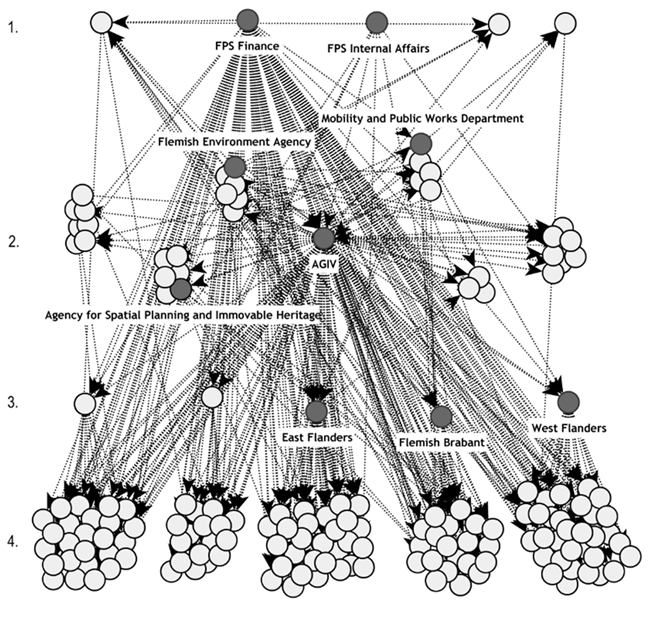 1.
FPS Finance
FPS Internal Affairs
Mobility and Public Works Department
Flemish Environment Agency
2.
AGIV
Agency for Spatial Planning and Immovable Heritage
3.
East Flanders
Flemish Brabant
West Flanders
4.